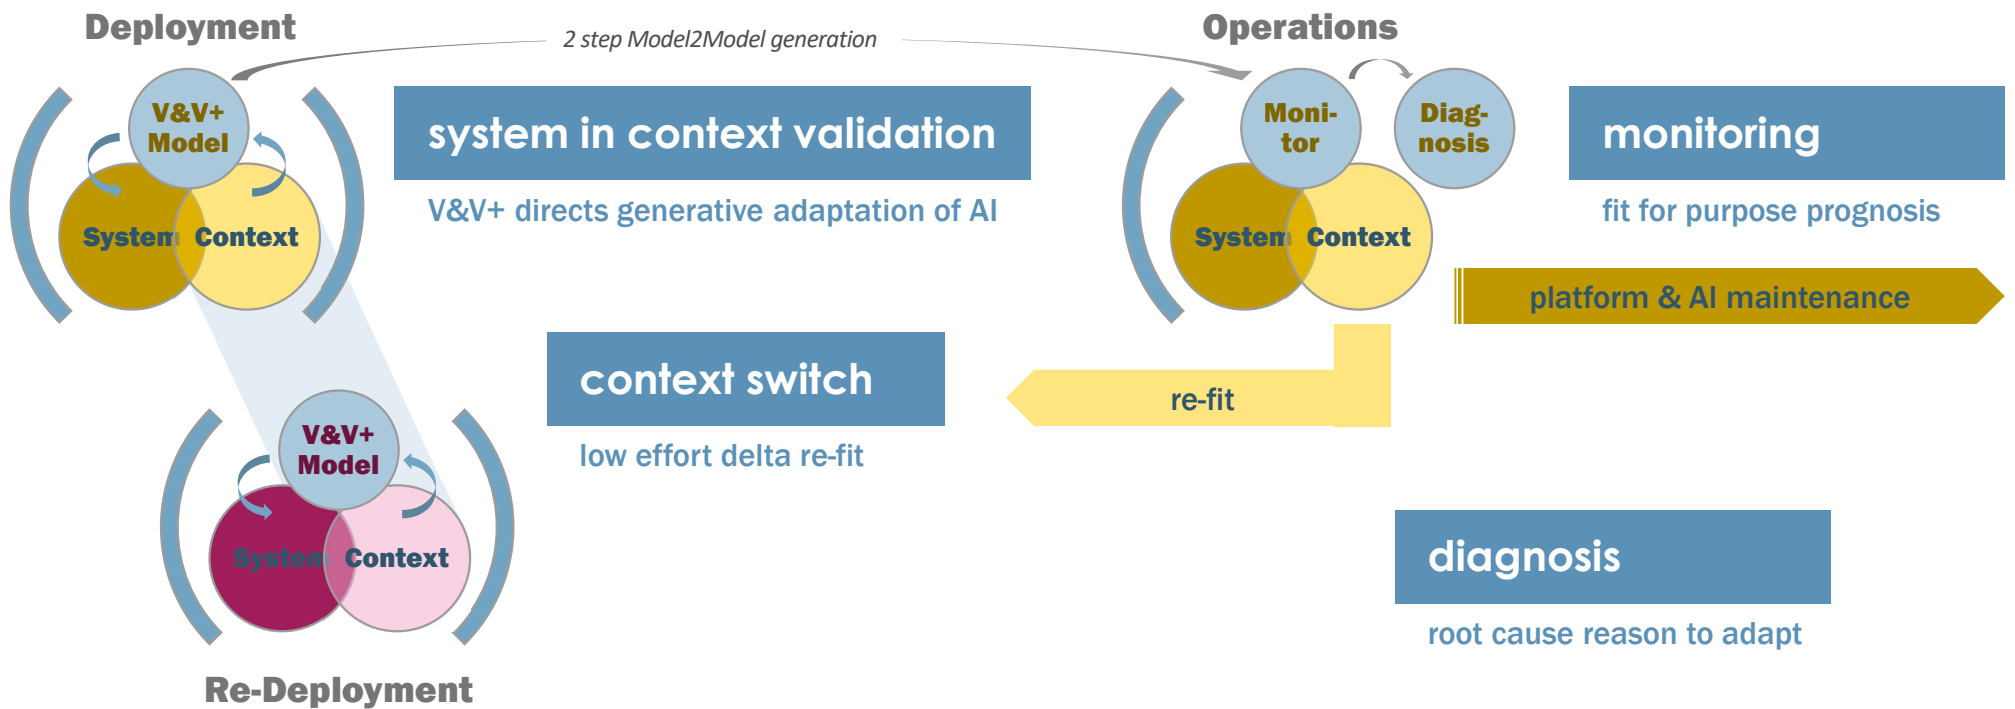 Deployment
2 step Model2Model generation
Operations
V&V+
Model
System
Context
system in context validation
V&V+ directs generative adaptation of AI
Moni-
tor
Diag-
nosis
System
Context
monitoring
fit for purpose prognosis
platform & AI maintenance
context switch
low effort delta re-fit
re-fit
V&V+
Model
System
Context
diagnosis
root cause reason to adapt
Re-Deployment